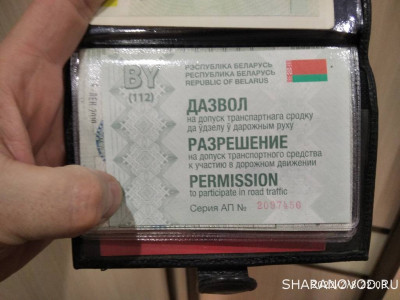 BY
(112)
РЭСПУБЛІКА БЕЛАРУСЬ
РЕСПУБЛИКА БЕЛАРУСЬ
REPUBLIC OF BELARUS
ДАЗВОЛ
на допуск транспартнага сродку
да ўдзелу ў дарожным руху
РАЗРЕШЕНИЕ
на допуск транспортного средства
к участию в дорожном движении
PERMISSION
to participate in road traffic
Серия АП №
SHARANOVOD.RU